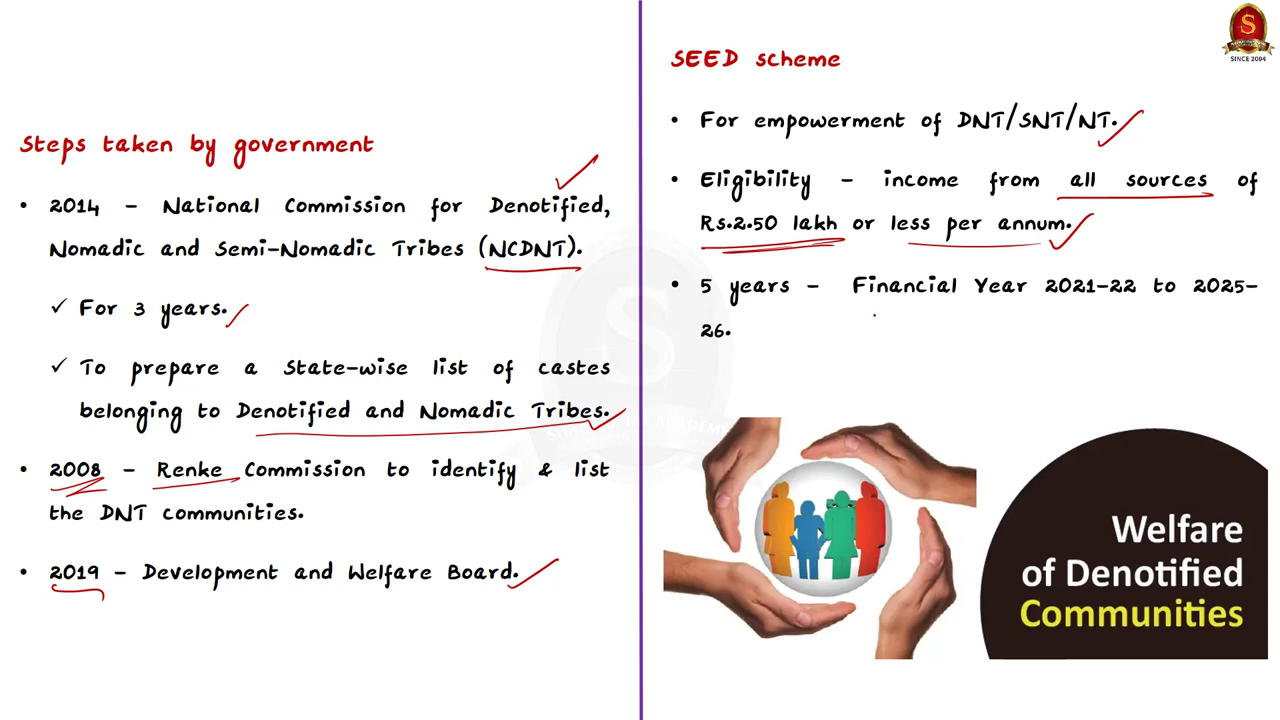 Steps taken by government
• 2014 – National Commission for Denotified,
Nomadic and Semi-Nomadic Tribes (NCDNT).
✓ For 3 years.
✓ To prepare a State-wise list of castes
belonging to Denotified and Nomadic Tribes.
• 2008 – Renke Commission to identify & list
the DNT communities.
• 2019 – Development and Welfare Board.
SEED scheme
• For empowerment of DNT/SNT/NT.
• Eligibility – income from all sources of
Rs.2.50 lakh or less per annum.
• 5 years – Financial Year 2021-22 to 2025-
26.
Welfare
of Denotified
Communities
S
SINCE 2004